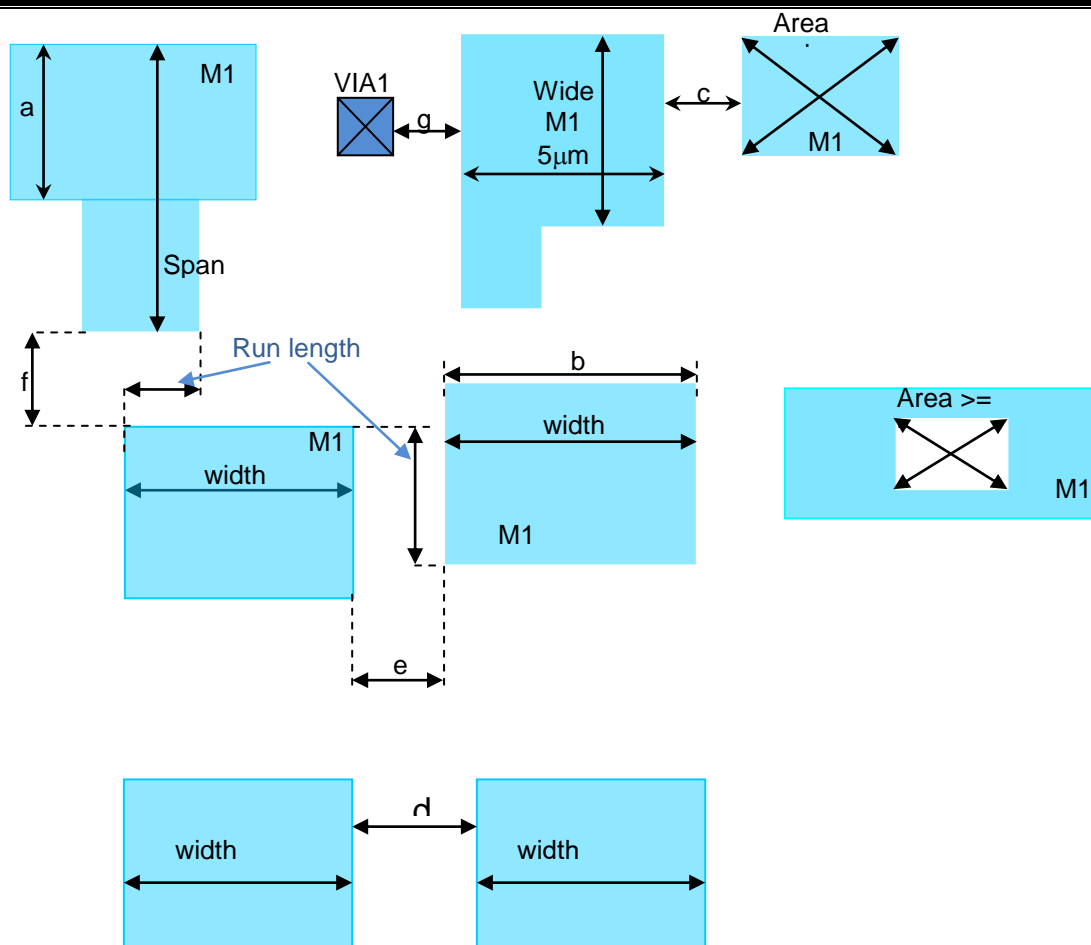 Area
M1
VIA1
a
Wide
M1
c
g
M1
5μm
Span
Run length
b
f
Area >=
M1
width
width
M1
M1
e
d
width
width